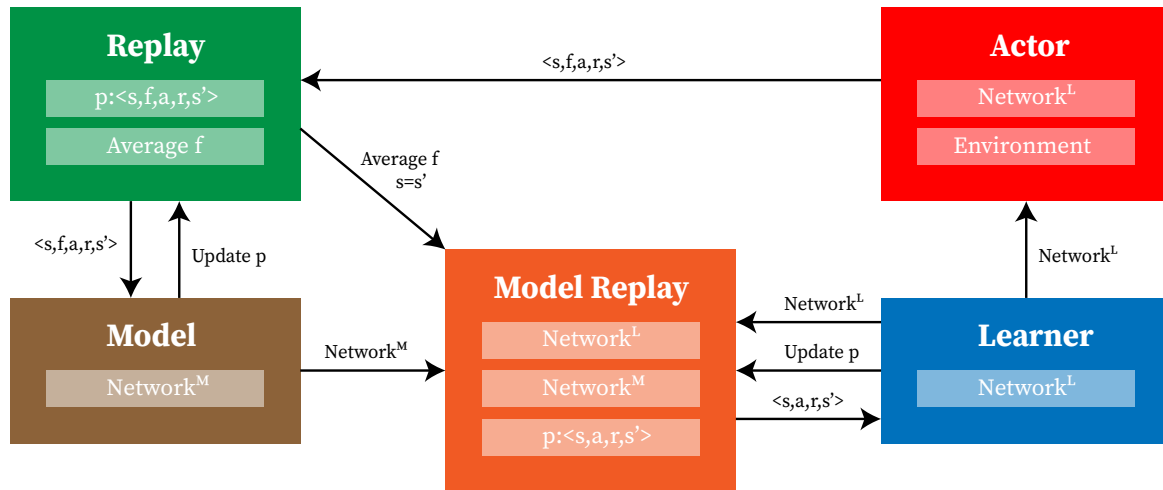 Replay
p:<s,f,a,r,s’>
Average f
<s,f,a,r,s’>
Actor
Network^L
Environment
Average f
s=s’
<s,f,a,r,s’>
Update p
Network^L
Model
Network^M
Network^M
Model Replay
Network^L
Network^M
p:<s,a,r,s’>
Network^L
Update p
<s,a,r,s’>
Learner
Network^L